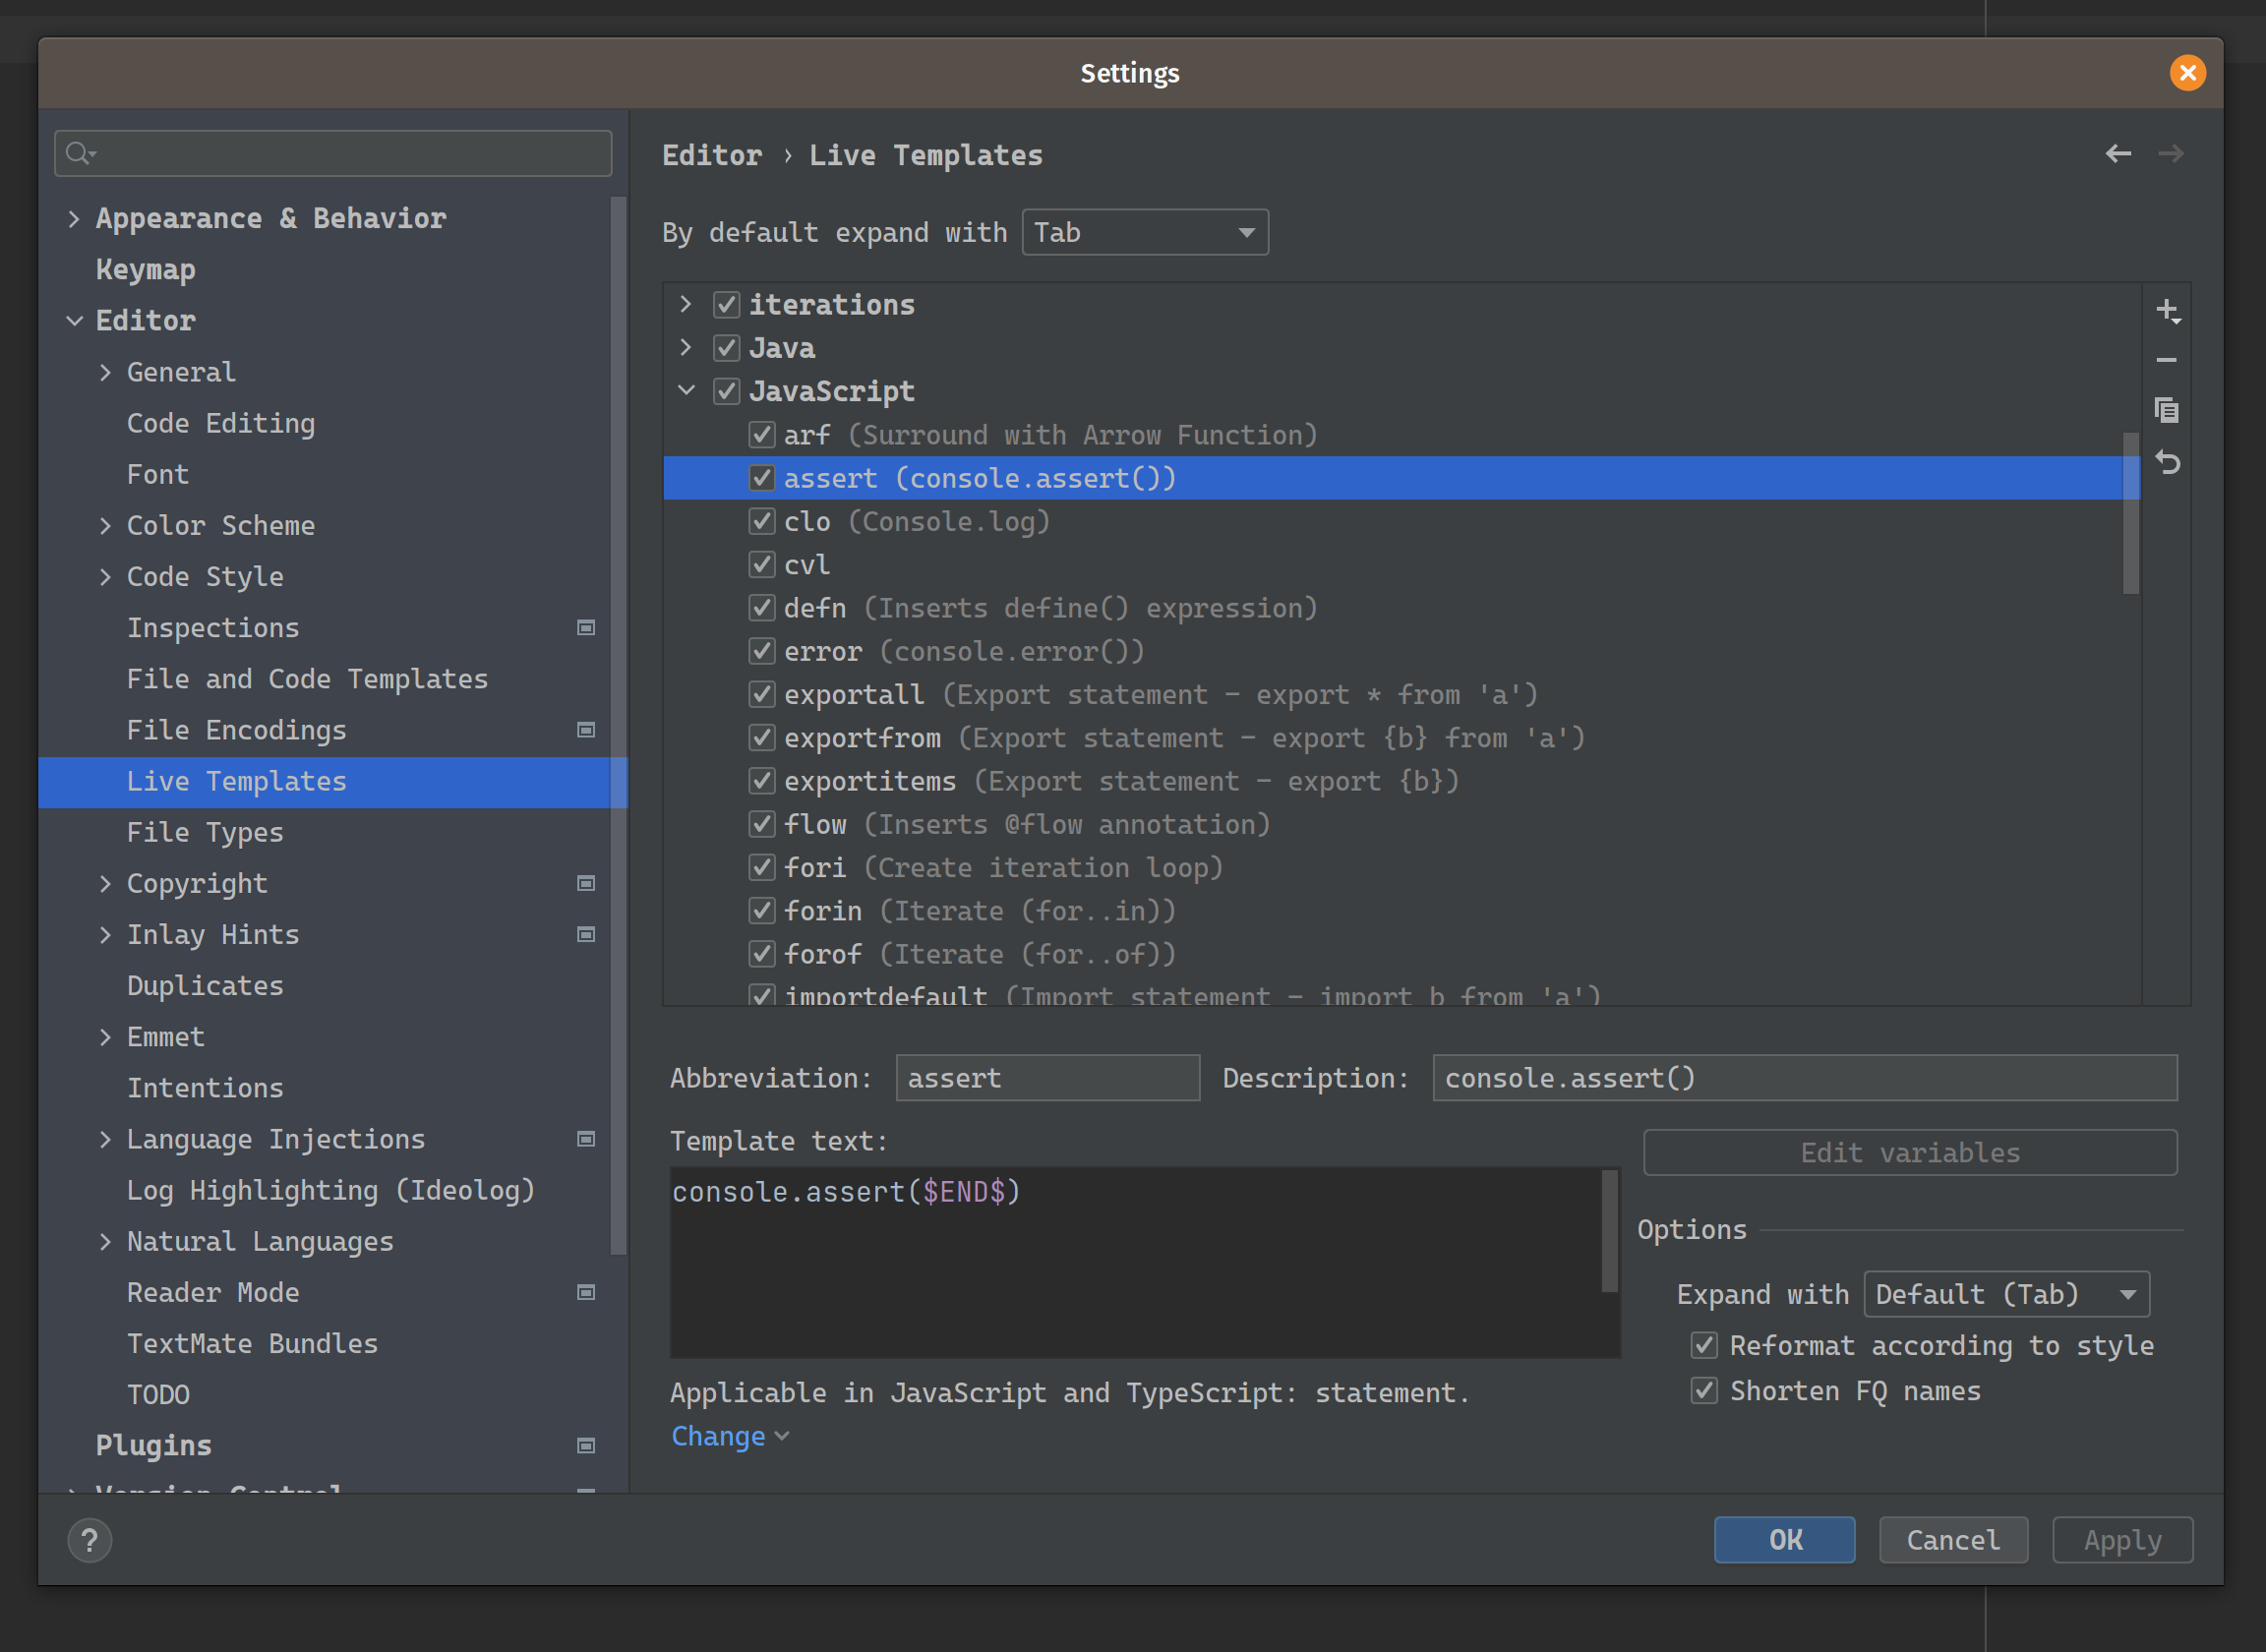 Settings
Appearance & Behavior
Keymap
Editor
General
Code Editing
Font
Color Scheme
Code Style
Inspections
File and Code Templates
File Encodings
Live Templates
File Types
Copyright
Inlay Hints
Duplicates
Emmet
Intentions
Language Injections
Log Highlighting (Ideolog)
Natural Languages
Reader Mode
TextMate Bundles
TODO
Plugins
Version Control
Editor › Live Templates
By default expand with Tab
iterations
Java
JavaScript
arf (Surround with Arrow Function)
assert (console.assert())
clo (Console.log)
cvl
defn (Inserts define() expression)
error (console.error())
exportall (Export statement – export * from 'a')
exportfrom (Export statement – export {b} from 'a')
exportitems (Export statement – export {b})
flow (Inserts @flow annotation)
fori (Create iteration loop)
forin (Iterate (for..in))
forof (Iterate (for..of))
importdefault (Import statement – import b from 'a')
Abbreviation: assert Description: console.assert()
Template text:
console.assert($END$)
Edit variables
Options
Expand with Default (Tab)
Reformat according to style
Shorten FQ names
Applicable in JavaScript and TypeScript: statement.
Change
? OK Cancel Apply